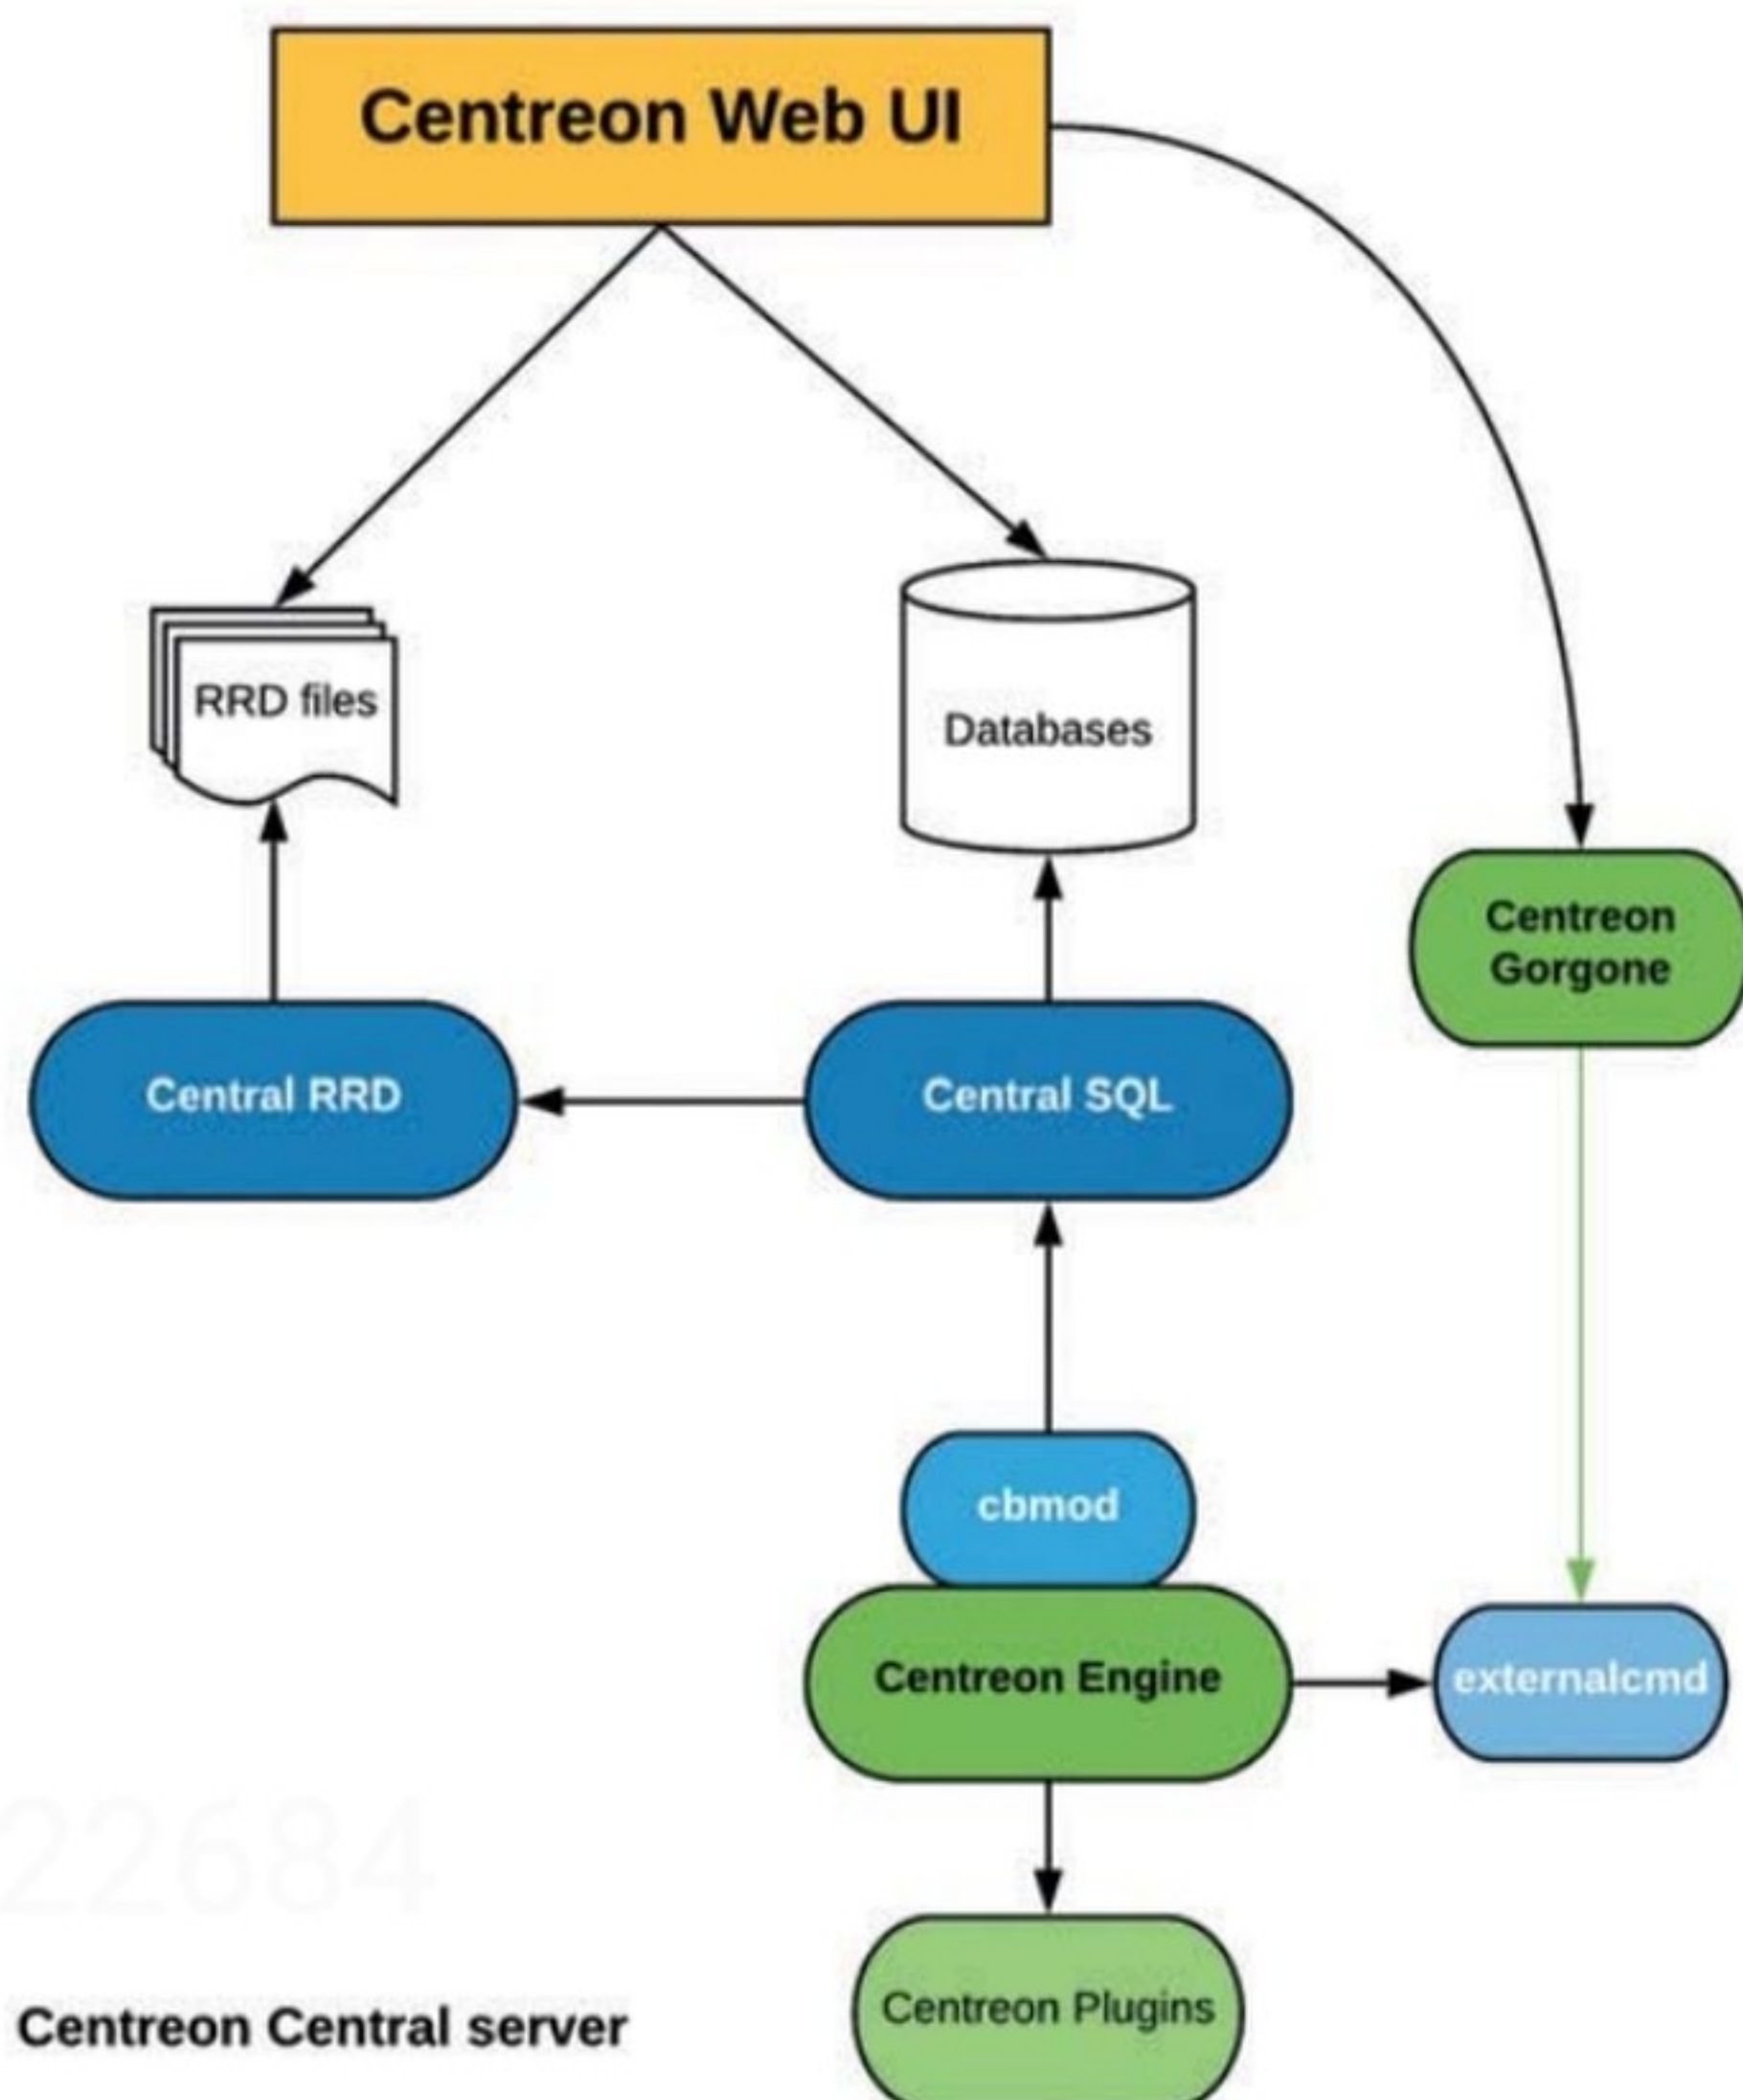 Centreon Web UI
RRD files
Databases
Centreon
Gorgone
Central RRD
Central SQL
cbmod
Centreon Engine
externalcmd
22684
Centreon Plugins
Centreon Central server